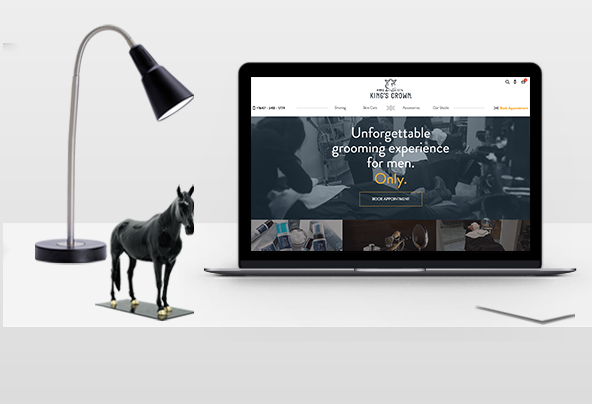 KING'S CROWN.
Shaving Skin Care Accessories Our Studio Book Appointment
Unforgettable
grooming experience
for men.
Only.
BOOK APPOINTMENT